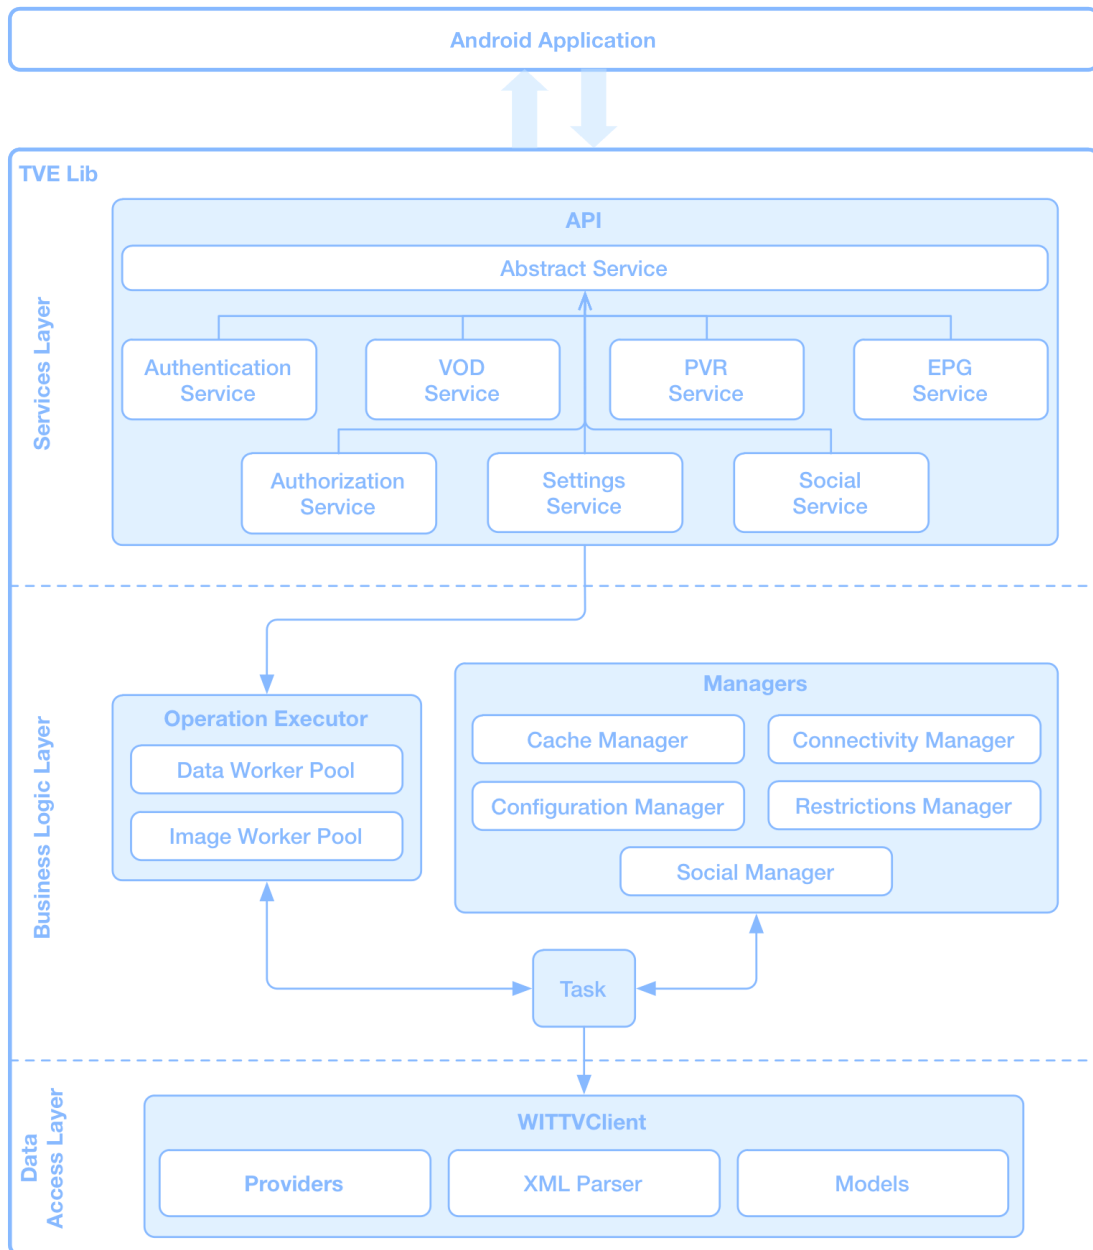 Android Application
TVE Lib
Services Layer
API
Abstract Service
Authentication
Service
VOD
Service
PVR
Service
EPG
Service
Authorization
Service
Settings
Service
Social
Service
Business Logic Layer
Operation Executor
Data Worker Pool
Image Worker Pool
Managers
Cache Manager
Connectivity Manager
Configuration Manager
Restrictions Manager
Social Manager
Task
Data
Access Layer
WITTVClient
Providers
XML Parser
Models